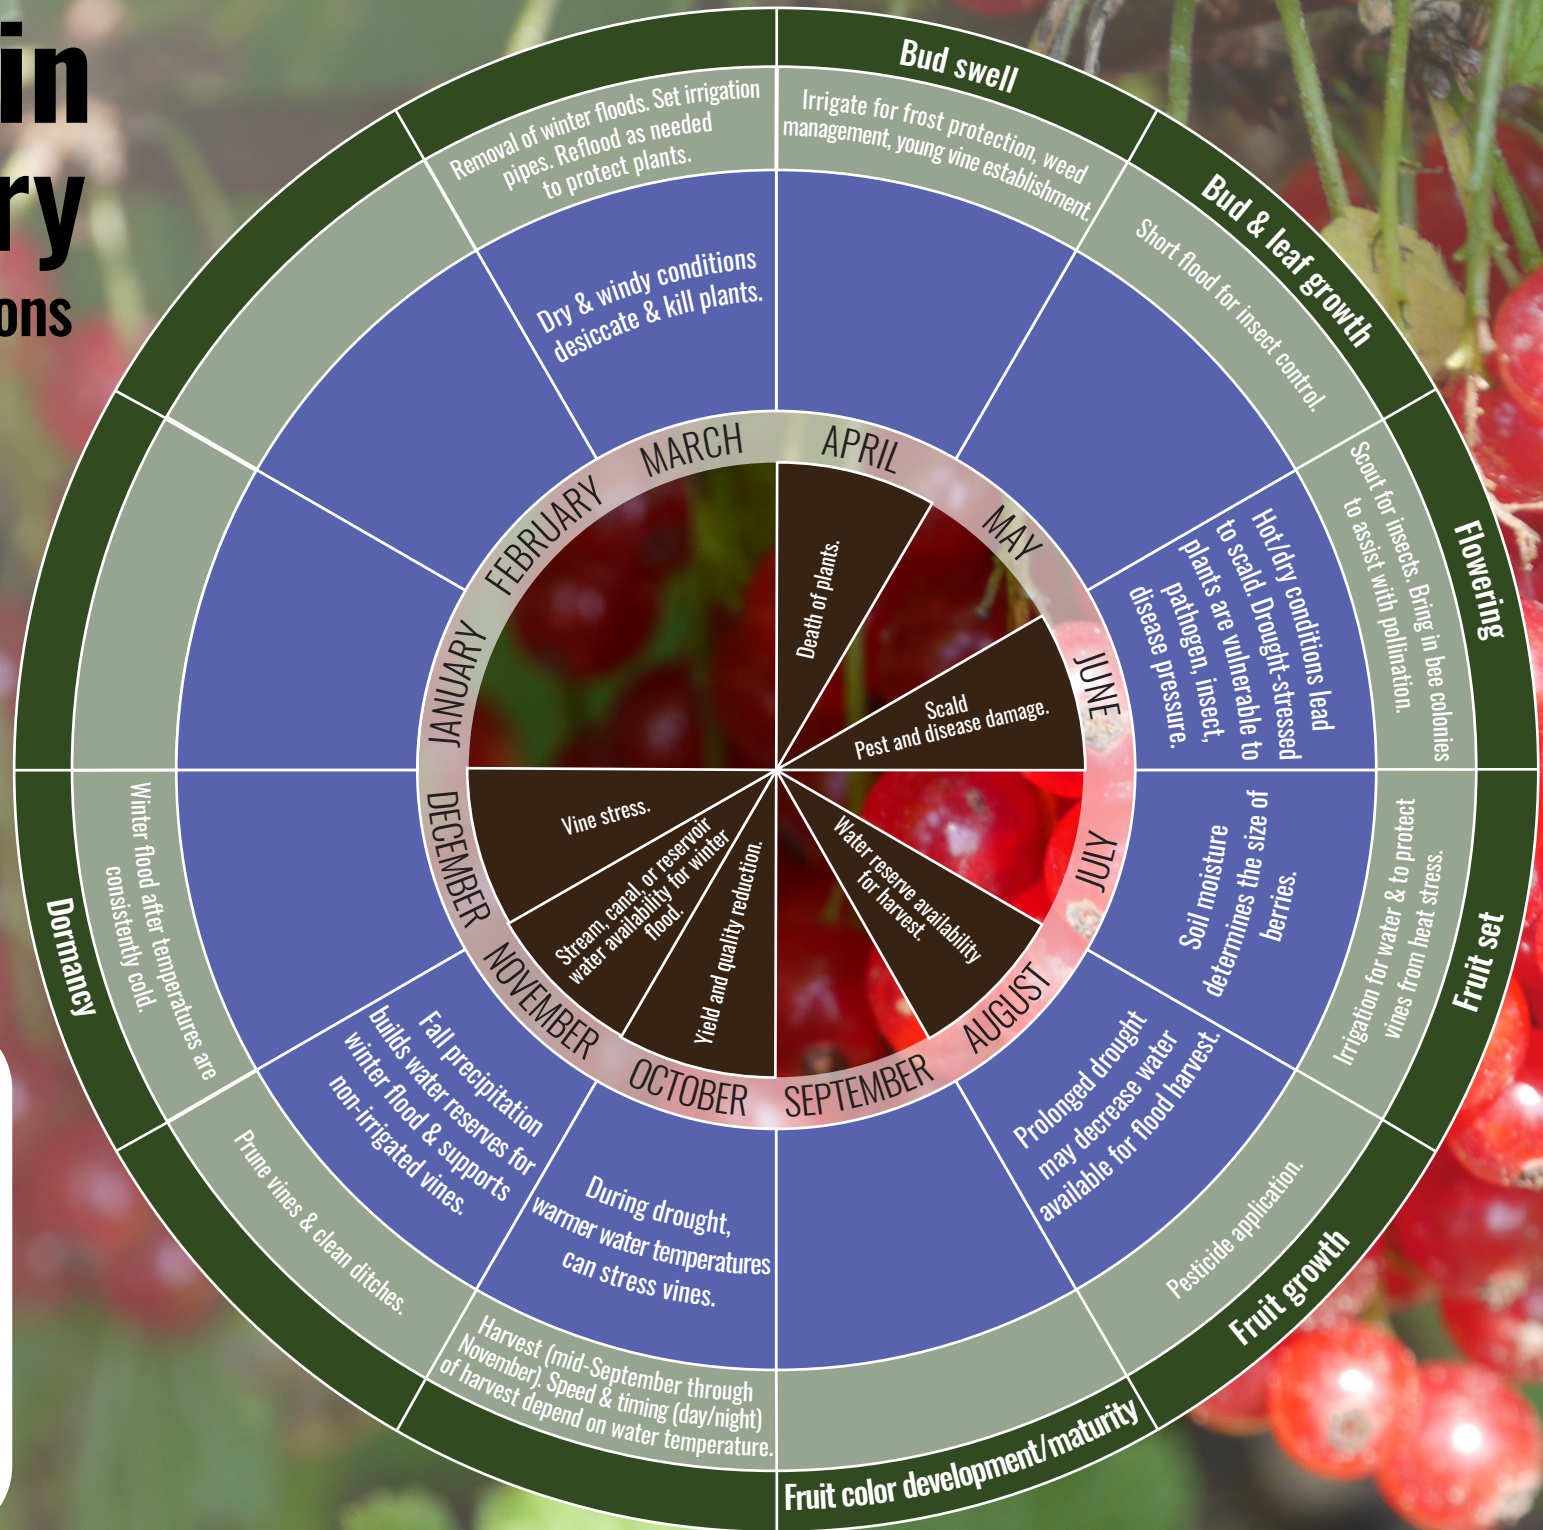 in
ry
ons
Bud swell
Bud & leaf growth
Flowering
Fruit set
Fruit growth
Fruit color development/maturity
Dormancy
Removal of winter floods. Set irrigation
pipes. Reflood as needed
to protect plants.
Irrigate for frost protection, weed
management, young vine establishment.
Short flood for insect control.
Scout for insects. Bring in bee colonies
to assist with pollination.
Irrigation for water & to protect
vines from heat stress.
Pesticide application.
Harvest (mid-September through
November). Speed & timing (day/night)
of harvest depend on water temperature.
Prune vines & clean ditches.
Winter flood after temperatures are
consistently cold.
Dry & windy conditions
desiccate & kill plants.
Hot/dry conditions lead
to scald. Drought-stressed
plants are vulnerable to
pathogen, insect,
disease pressure.
Soil moisture
determines the size of
berries.
Prolonged drought
may decrease water
available for flood harvest.
During drought,
warmer water temperatures
can stress vines.
Fall precipitation
builds water reserves for
winter flood & supports
non-irrigated vines.
JANUARY
FEBRUARY
MARCH
APRIL
MAY
JUNE
JULY
AUGUST
SEPTEMBER
OCTOBER
NOVEMBER
DECEMBER
Death of plants.
Scald
Pest and disease damage.
Water reserve availability
for harvest.
Yield and quality reduction.
Stream, canal, or reservoir
water availability for winter
flood.
Vine stress.